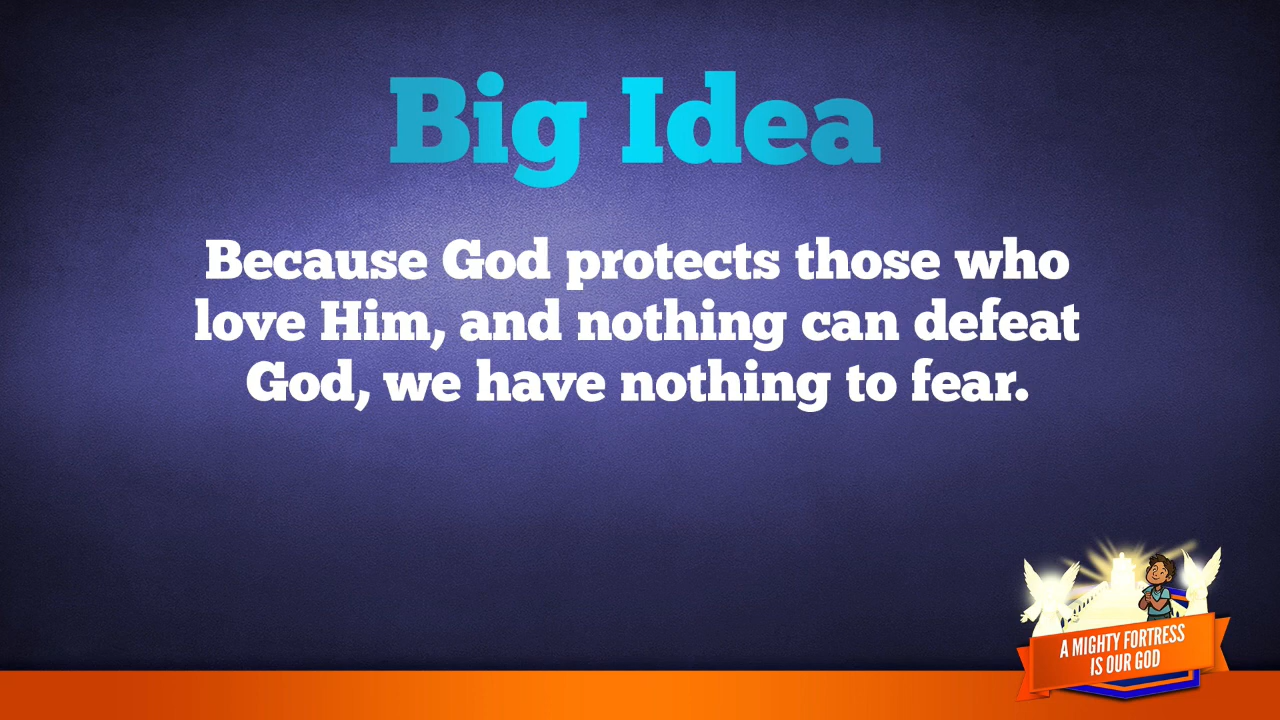 Big Idea
Because God protects those who
love Him, and nothing can defeat
God, we have nothing to fear.
A MIGHTY FORTRESS
IS OUR GOD